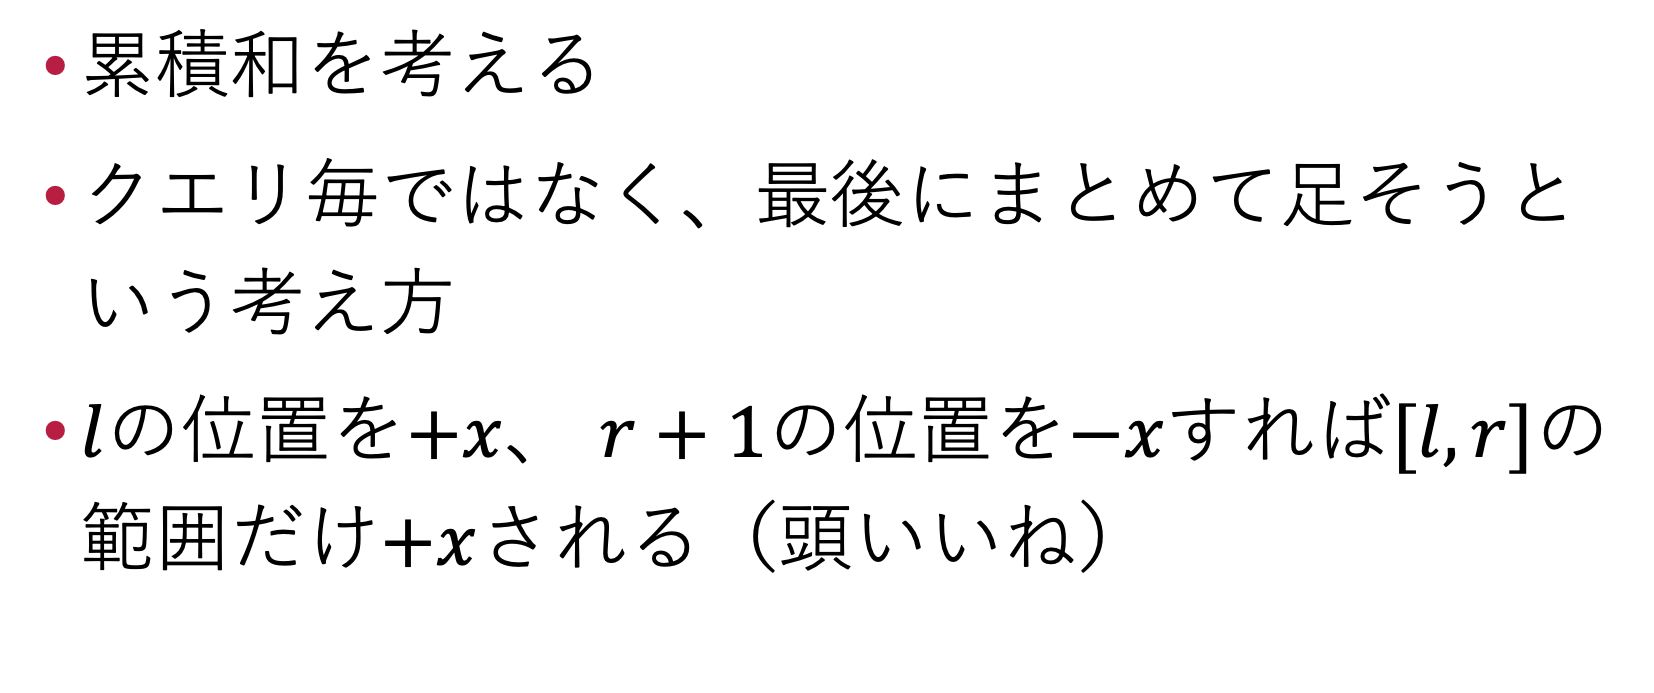 • 累積和を考える
• クエリ毎ではなく、最後にまとめて足そうと
いう考え方
• lの位置を+x、 r + 1の位置を−xすれば[l, r]の
範囲だけ+xされる（頭いいね）